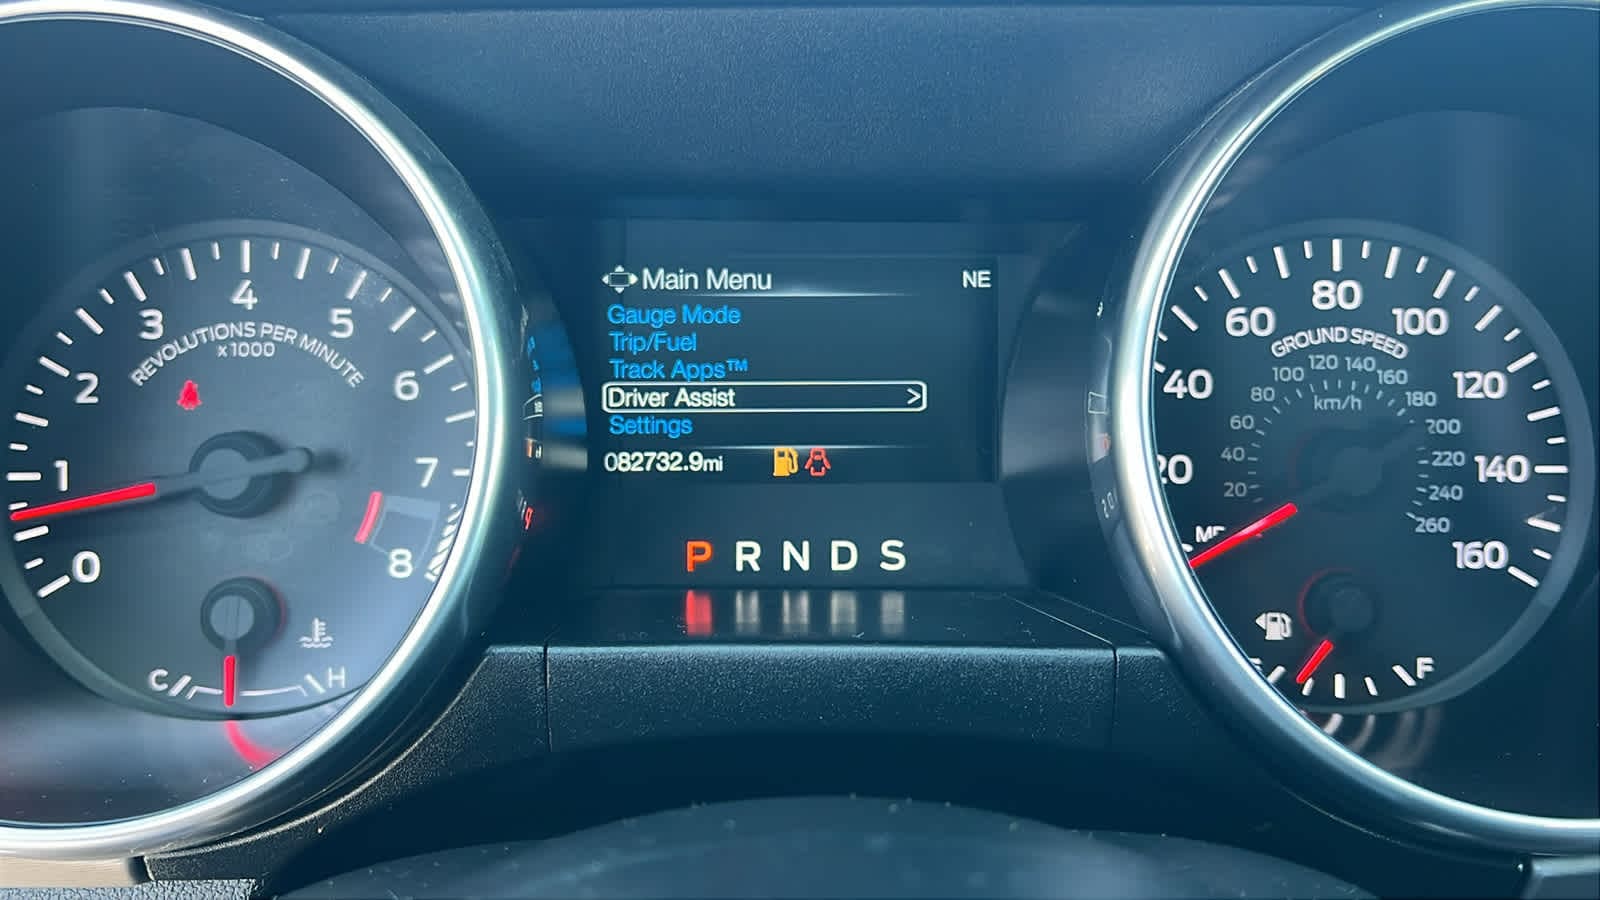 0
1
2
3
4
5
6
7
8
REVOLUTIONS PER MINUTE
x 1000
C
H
Main Menu
NE
Gauge Mode
Trip/Fuel
Track Apps™
Driver Assist >
Settings
082732.9mi
P R N D S
20
40
60
80
100
120
140
160
GROUND SPEED
20
40
60
80
100
120
140
160
180
200
220
240
260
km/h
F